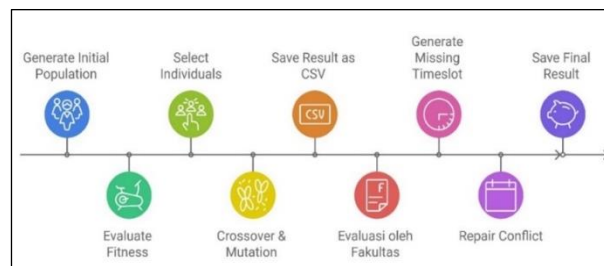 Generate Initial
Population
Select
Individuals
Save Result as
CSV
Generate
Missing
Timeslot
Save Final
Result
CSV
F
Evaluate
Fitness
Crossover &
Mutation
Evaluasi oleh
Fakultas
Repair Conflict